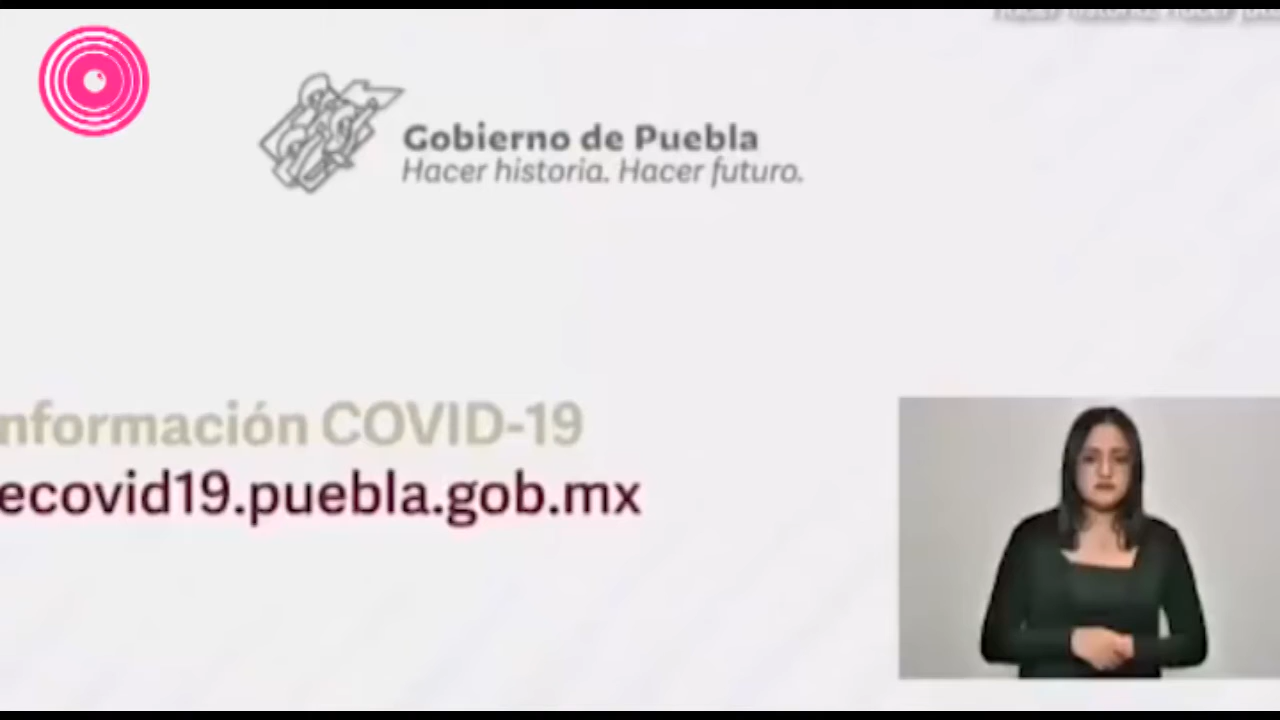 Gobierno de Puebla
Hacer historia. Hacer futuro.
nformación COVID-19
ecovid19.puebla.gob.mx